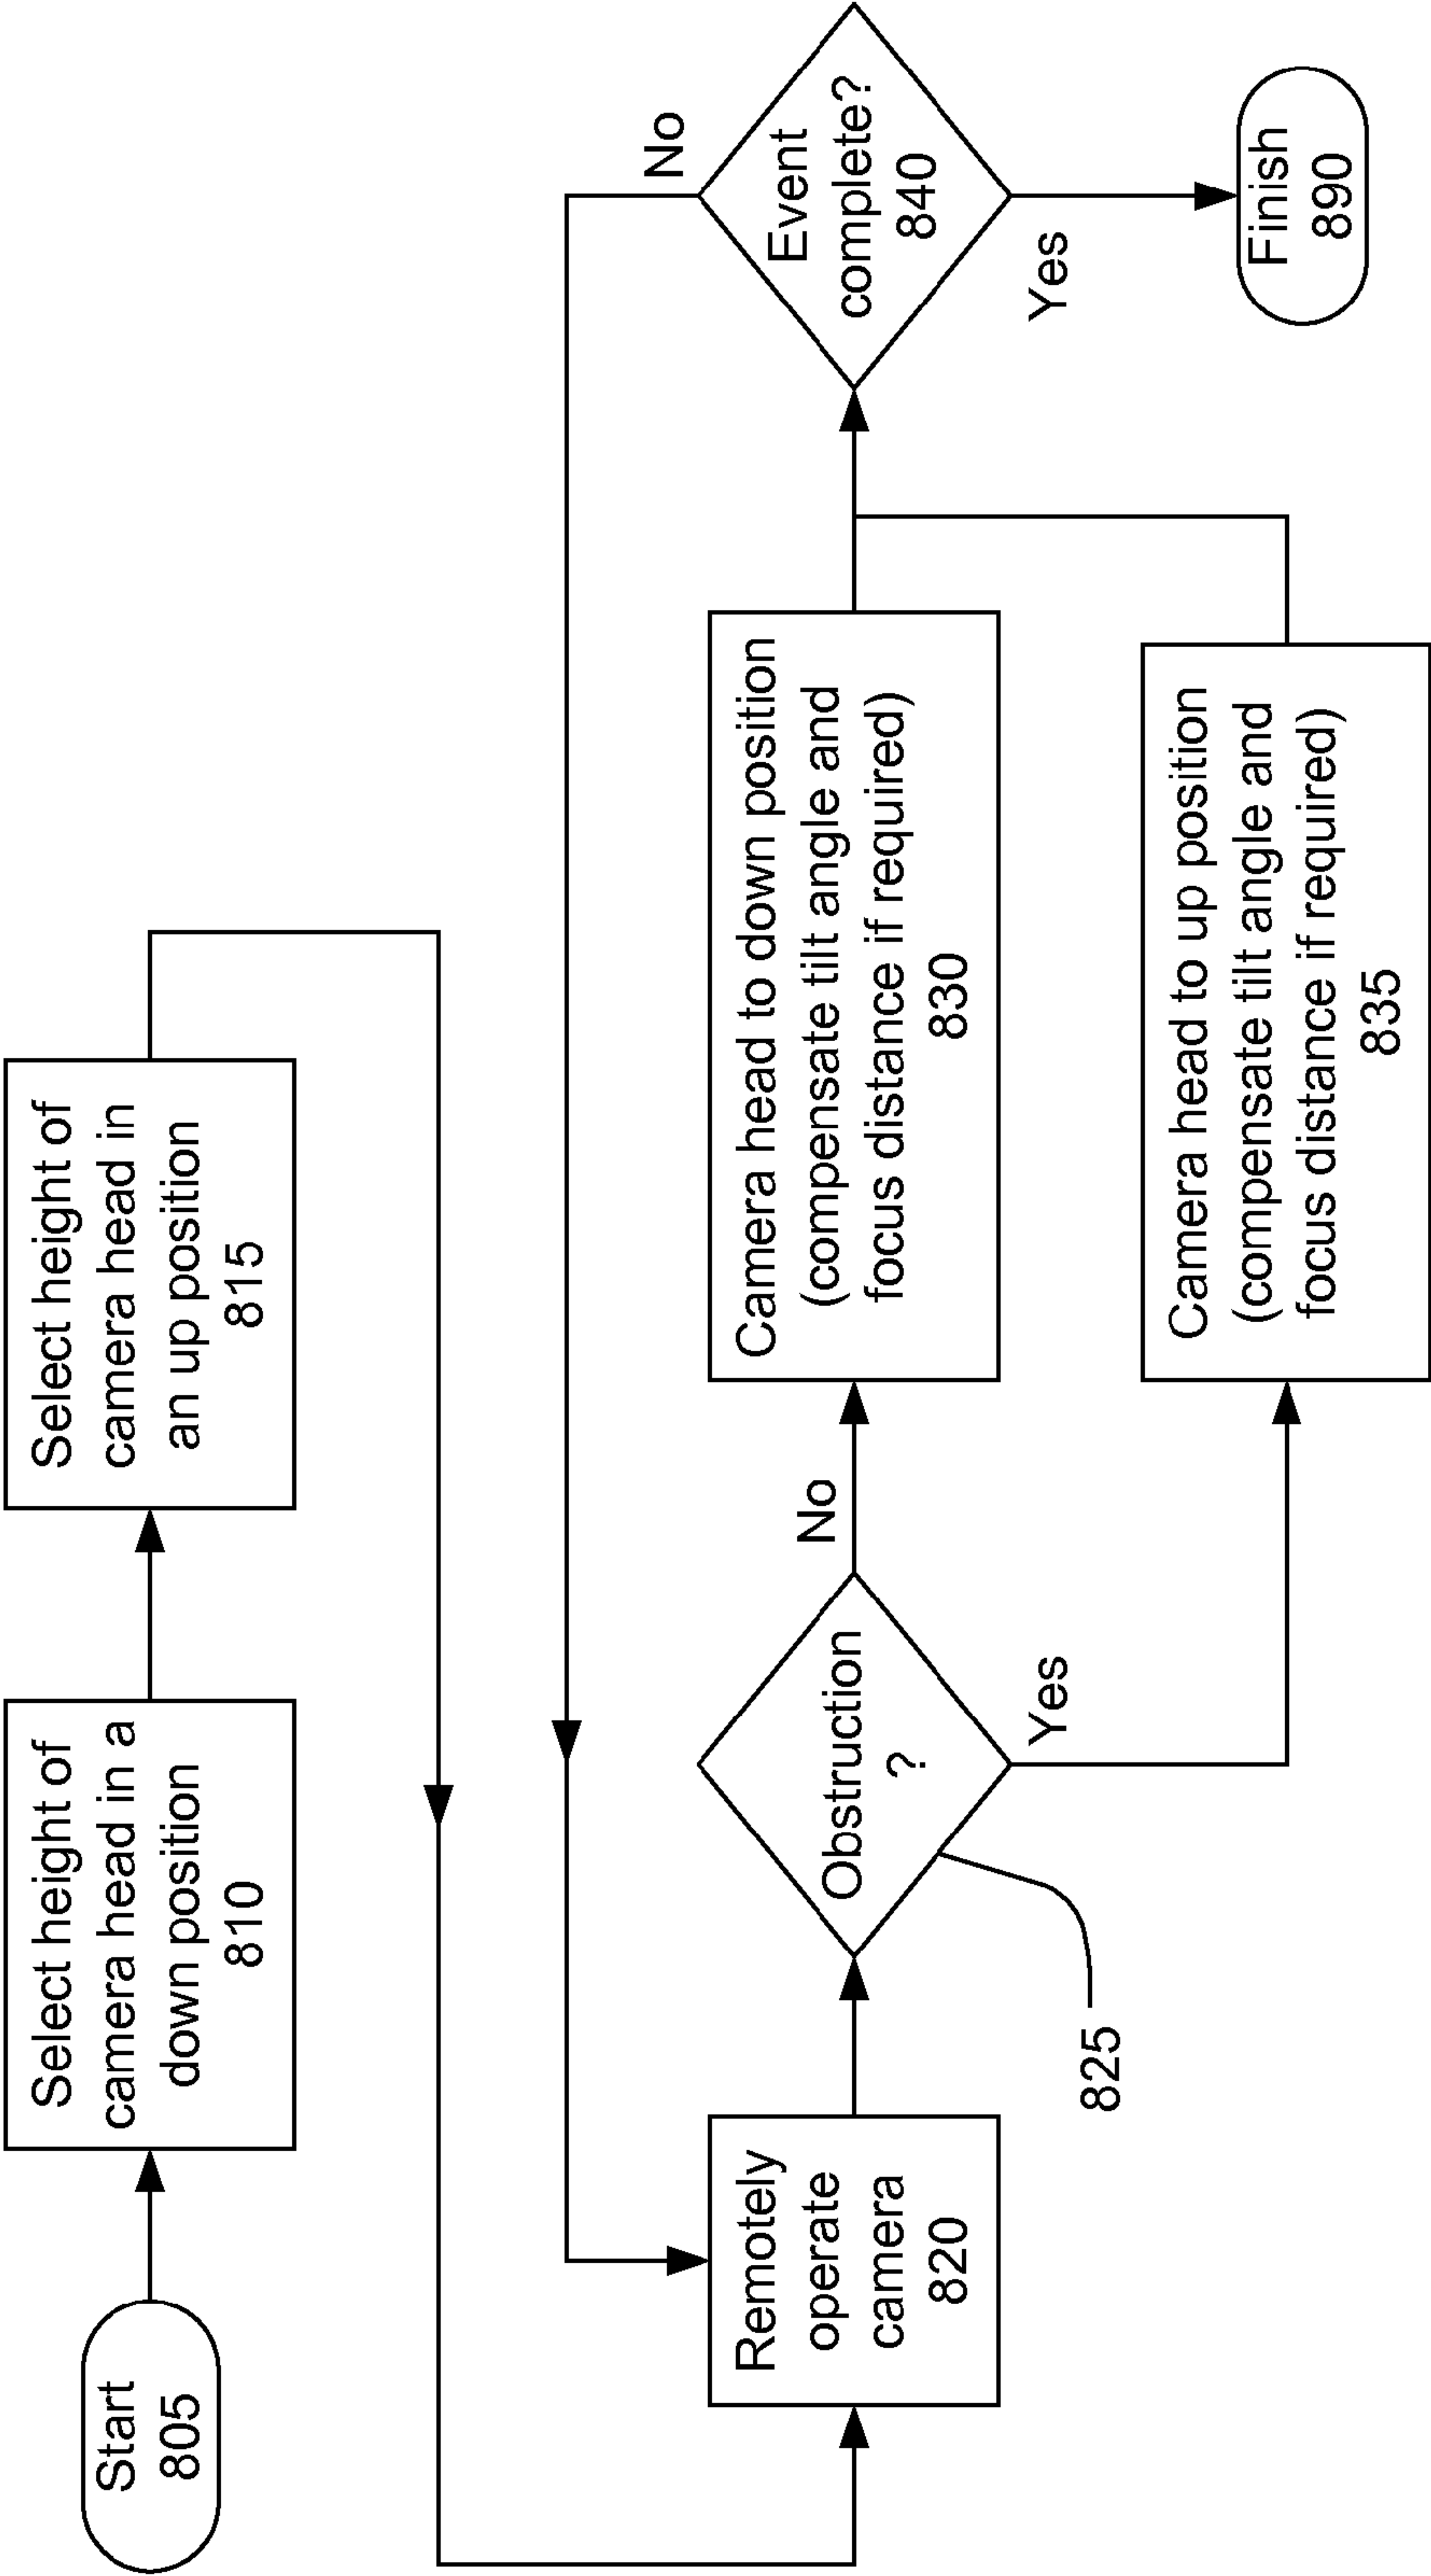 Start
805
Select height of
camera head in a
down position
810
Select height of
camera head in
an up position
815
Remotely
operate
camera
820
Obstruction
?
825
No
Yes
Camera head to down position
(compensate tilt angle and
focus distance if required)
830
Camera head to up position
(compensate tilt angle and
focus distance if required)
835
Event
complete?
840
No
Yes
Finish
890